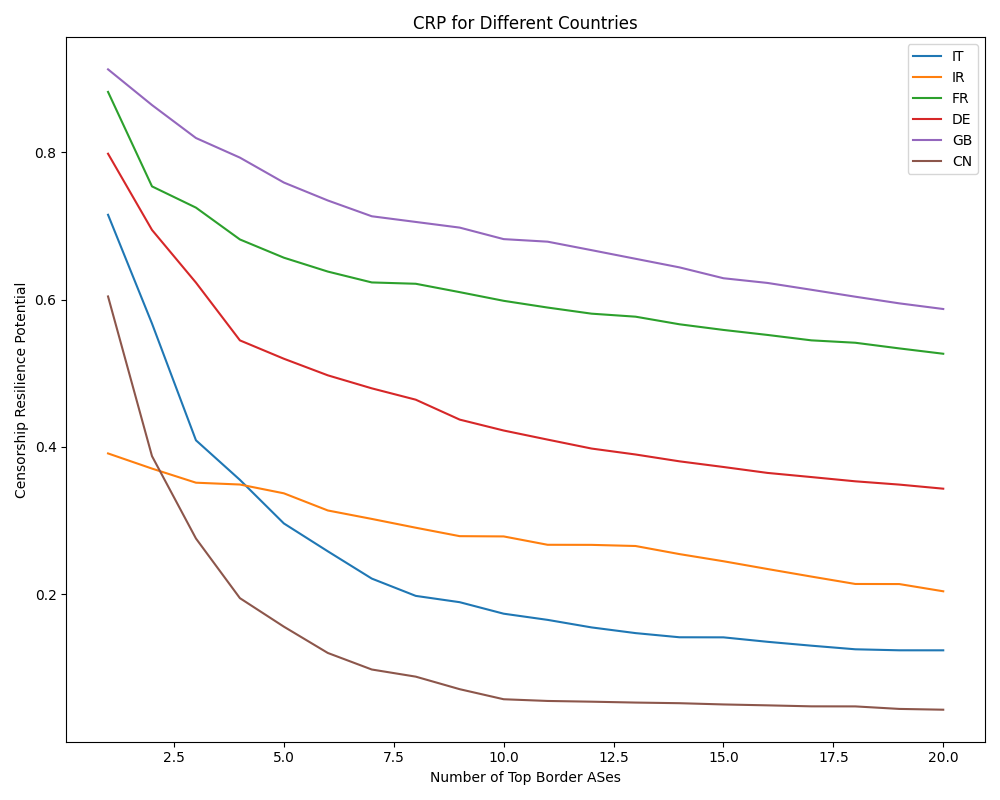 CRP for Different Countries
IT
IR
FR
DE
GB
CN
0.8
0.6
0.4
0.2
Censorship Resilience Potential
2.5
5.0
7.5
10.0
12.5
15.0
17.5
20.0
Number of Top Border ASes